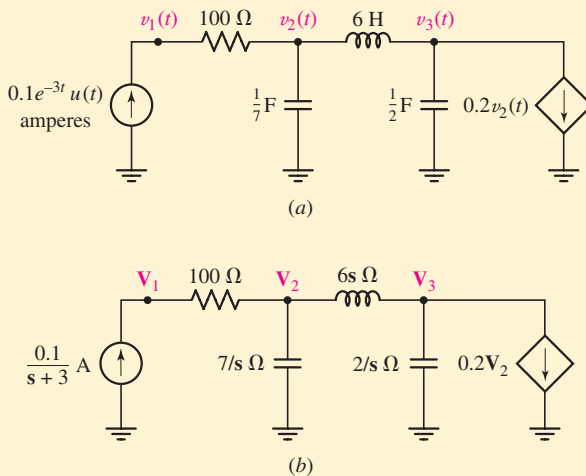 v₁(t) 100 Ω v₂(t) 6 H v₃(t)
0.1e⁻³ᵗ u(t)
amperes
1/7 F 1/2 F 0.2v₂(t)
(a)
V₁ 100 Ω V₂ 6s Ω V₃
0.1/(s + 3) A 7/s Ω 2/s Ω 0.2V₂
(b)